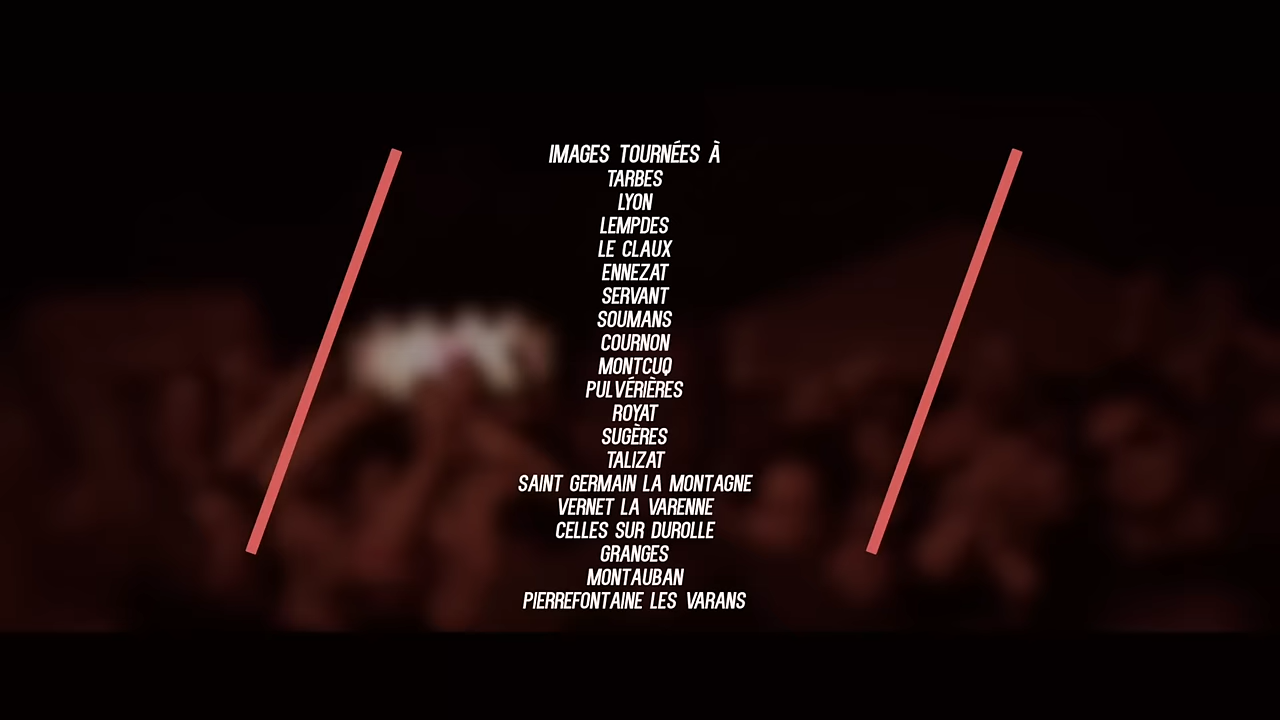 IMAGES TOURNÉES À
TARBES
LYON
LEMPDES
LE CLAUX
ENNEZAT
SERVANT
SOUMANS
COURNON
MONTCUQ
PULVÉRIÈRES
ROYAT
SUGÈRES
TALIZAT
SAINT GERMAIN LA MONTAGNE
VERNET LA VARENNE
CELLES SUR DUROLLE
GRANGES
MONTAUBAN
PIERREFONTAINE LES VARANS